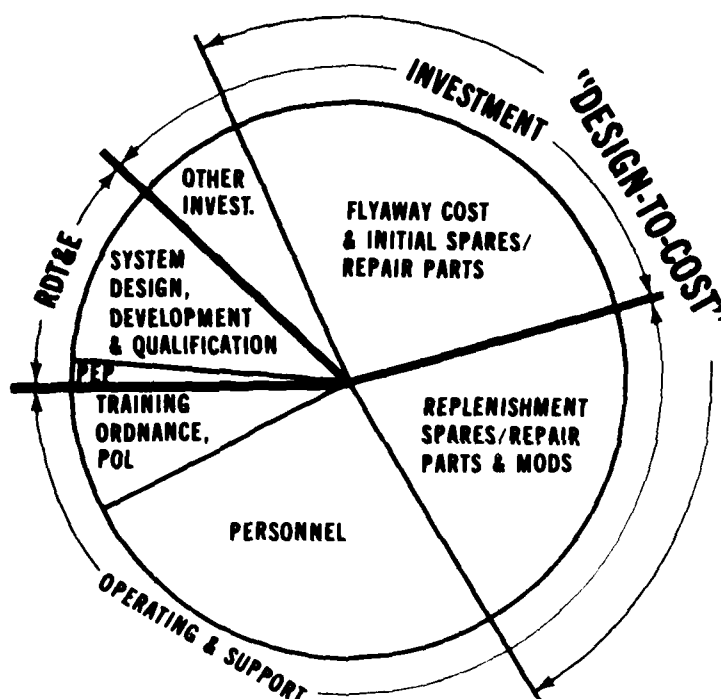 "DESIGN-TO-COST"
INVESTMENT
OTHER
INVEST.
FLYAWAY COST
& INITIAL SPARES/
REPAIR PARTS
RDT&E
SYSTEM
DESIGN,
DEVELOPMENT
& QUALIFICATION
PEP
TRAINING
ORDNANCE,
POL
REPLENISHMENT
SPARES/REPAIR
PARTS & MODS
PERSONNEL
OPERATING & SUPPORT